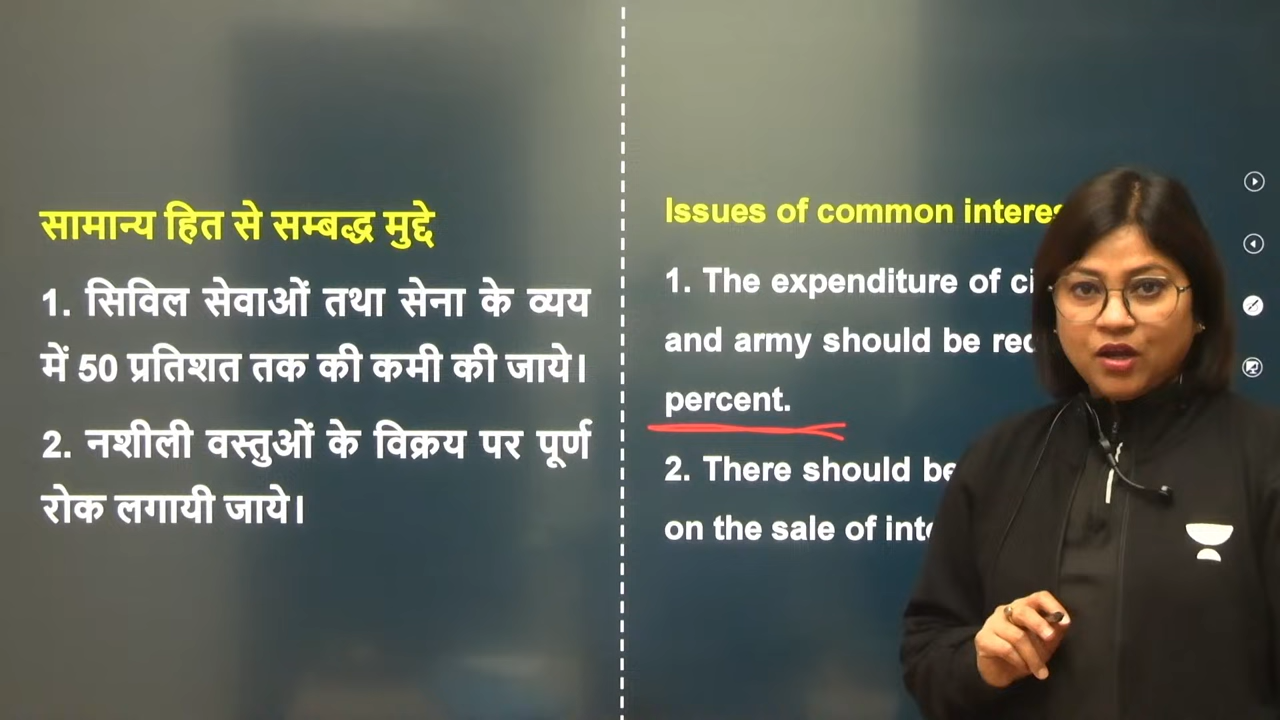 सामान्य हित से सम्बद्ध मुद्दे
1. सिविल सेवाओं तथा सेना के व्यय
में 50 प्रतिशत तक की कमी की जाये।
2. नशीली वस्तुओं के विक्रय पर पूर्ण
रोक लगायी जाये।
Issues of common
1. The expenditure of
and army should be
percent.
2. There should be
on the sale of